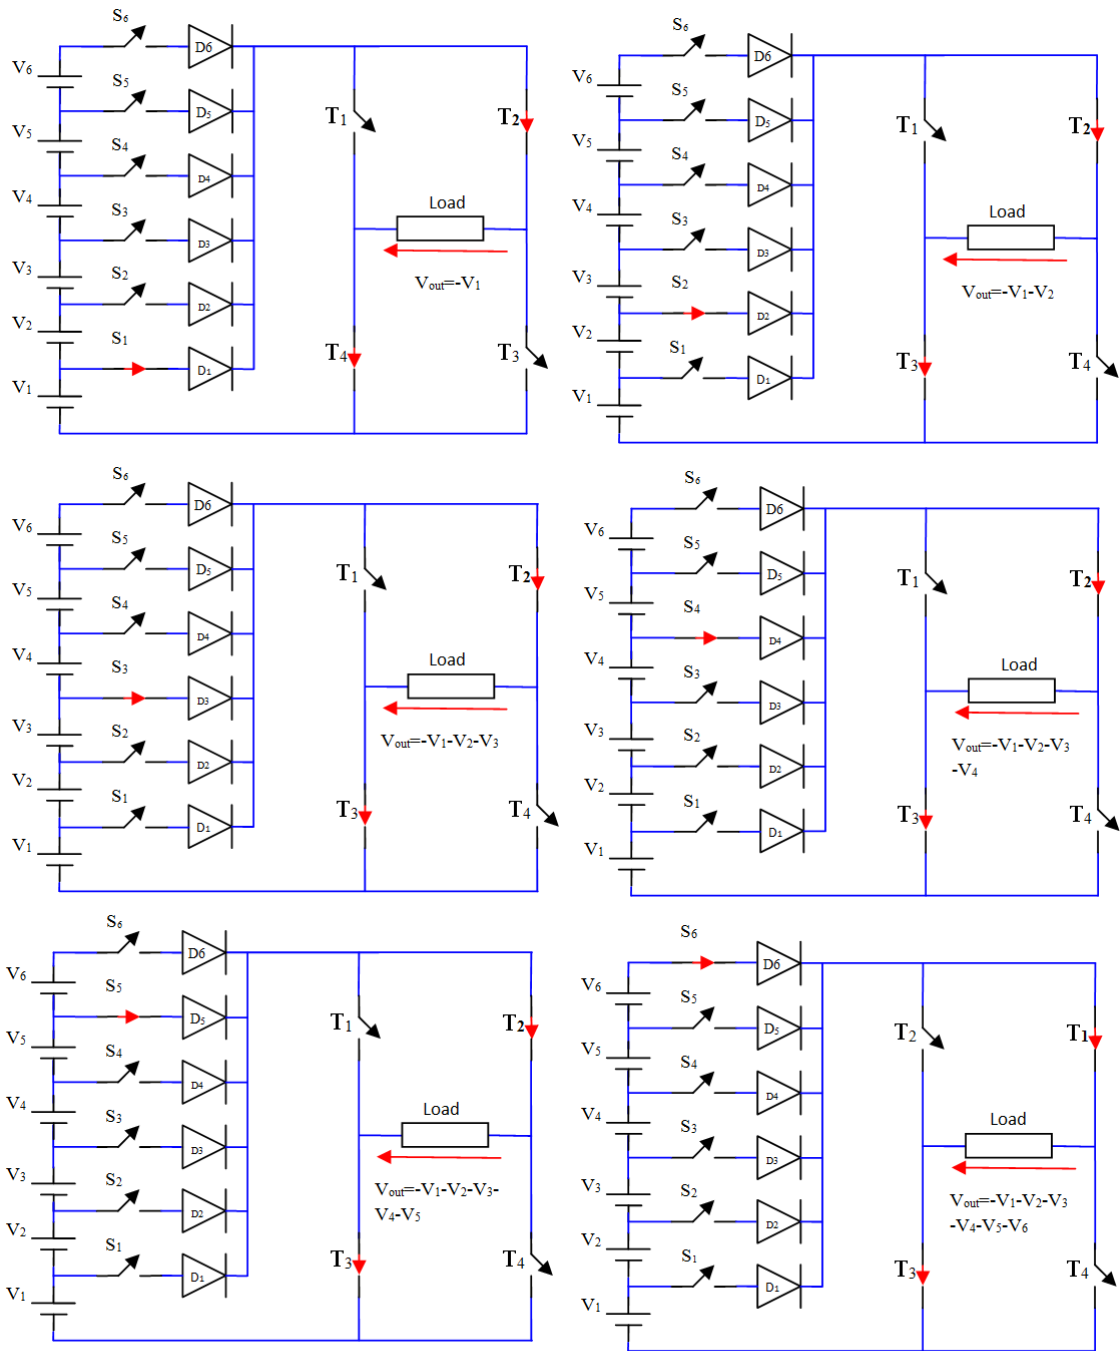 S6
D6
V6
S5
D5
T1
T2
V5
S4
D4
V4
S3
Load
D3
V3
S2
Vout=-V1
D2
V2
S1
T4
T3
D1
V1
S6
D6
V6
S5
D5
T1
T2
V5
S4
D4
V4
S3
Load
D3
V3
S2
Vout=-V1-V2
D2
V2
S1
T3
T4
D1
V1
S6
D6
V6
S5
D5
T1
T2
V5
S4
D4
V4
S3
Load
D3
V3
S2
Vout=-V1-V2-V3
D2
V2
S1
T3
T4
D1
V1
S6
D6
V6
S5
D5
T1
T2
V5
S4
D4
V4
S3
Load
D3
V3
S2
Vout=-V1-V2-V3
-V4
D2
V2
S1
T3
T4
D1
V1
S6
D6
V6
S5
D5
T1
T2
V5
S4
D4
V4
S3
Load
D3
V3
S2
Vout=-V1-V2-V3-
V4-V5
D2
V2
S1
T3
T4
D1
V1
S6
D6
V6
S5
D5
T2
T1
V5
S4
D4
V4
S3
Load
D3
V3
S2
Vout=-V1-V2-V3
-V4-V5-V6
D2
V2
S1
T3
T4
D1
V1